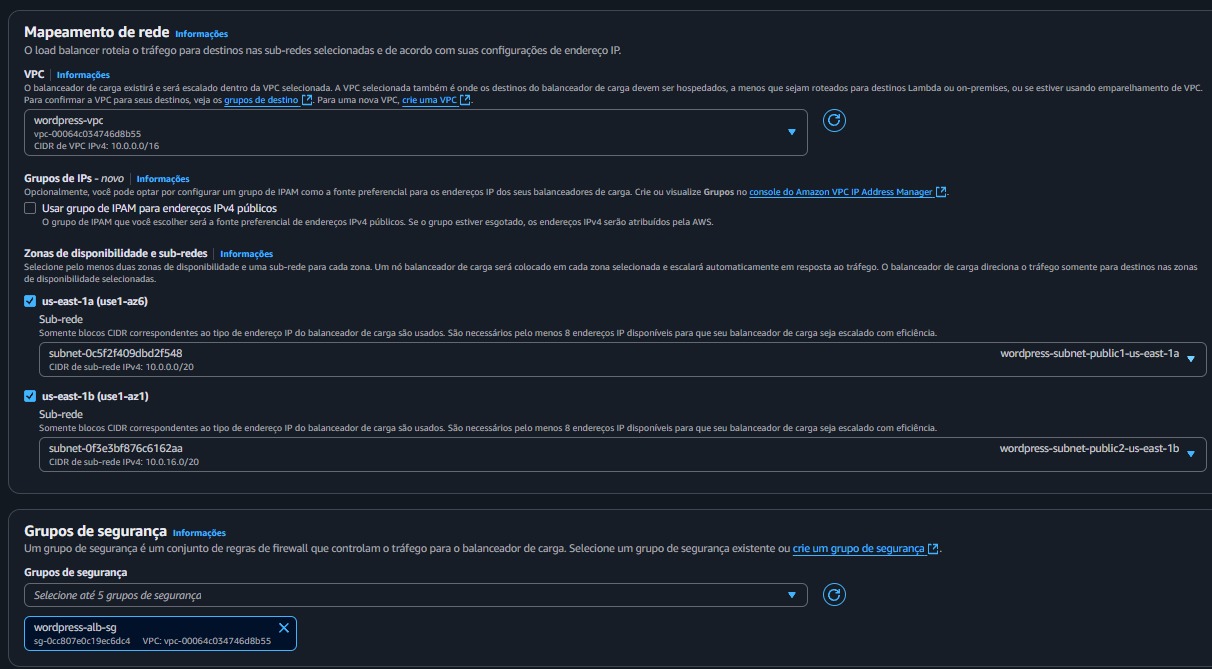 Mapeamento de rede Informações
O load balancer roteia o tráfego para destinos nas sub-redes selecionadas e de acordo com suas configurações de endereço IP.
VPC Informações
O balanceador de carga existirá e será escalado dentro da VPC selecionada. A VPC selecionada também é onde os destinos do balanceador de carga devem ser hospedados, a menos que sejam roteados para destinos Lambda ou on-premises, ou se estiver usando emparelhamento de VPC.
Para confirmar a VPC para seus destinos, veja os grupos de destino. Para uma nova VPC, crie uma VPC.
wordpress-vpc
vpc-00064c034746d8b55
CIDR de VPC IPv4: 10.0.0.0/16
Grupos de IPs - novo Informações
Opcionalmente, você pode optar por configurar um grupo de IPAM como a fonte preferencial para os endereços IP dos seus balanceadores de carga. Crie ou visualize Grupos no console do Amazon VPC IP Address Manager.
Usar grupo de IPAM para endereços IPv4 públicos
O grupo de IPAM que você escolher será a fonte preferencial de endereços IPv4 públicos. Se o grupo estiver esgotado, os endereços IPv4 serão atribuídos pela AWS.
Zonas de disponibilidade e sub-redes Informações
Selecione pelo menos duas zonas de disponibilidade e uma sub-rede para cada zona. Um nó balanceador de carga será colocado em cada zona selecionada e escalará automaticamente em resposta ao tráfego. O balanceador de carga direciona o tráfego somente para destinos nas zonas
de disponibilidade selecionadas.
us-east-1a (use1-az6)
Sub-rede
Somente blocos CIDR correspondentes ao tipo de endereço IP do balanceador de carga são usados. São necessários pelo menos 8 endereços IP disponíveis para que seu balanceador de carga seja escalado com eficiência.
subnet-0c5f2f409dbd2f548 wordpress-subnet-public1-us-east-1a
CIDR de sub-rede IPv4: 10.0.0.0/20
us-east-1b (use1-az1)
Sub-rede
Somente blocos CIDR correspondentes ao tipo de endereço IP do balanceador de carga são usados. São necessários pelo menos 8 endereços IP disponíveis para que seu balanceador de carga seja escalado com eficiência.
subnet-0f3e3bf876c6162aa wordpress-subnet-public2-us-east-1b
CIDR de sub-rede IPv4: 10.0.16.0/20
Grupos de segurança Informações
Um grupo de segurança é um conjunto de regras de firewall que controlam o tráfego para o balanceador de carga. Selecione um grupo de segurança existente ou crie um grupo de segurança.
Grupos de segurança
Selecione até 5 grupos de segurança
wordpress-alb-sg
sg-0cc807e0c19ec6dc4 VPC: vpc-00064c034746d8b55